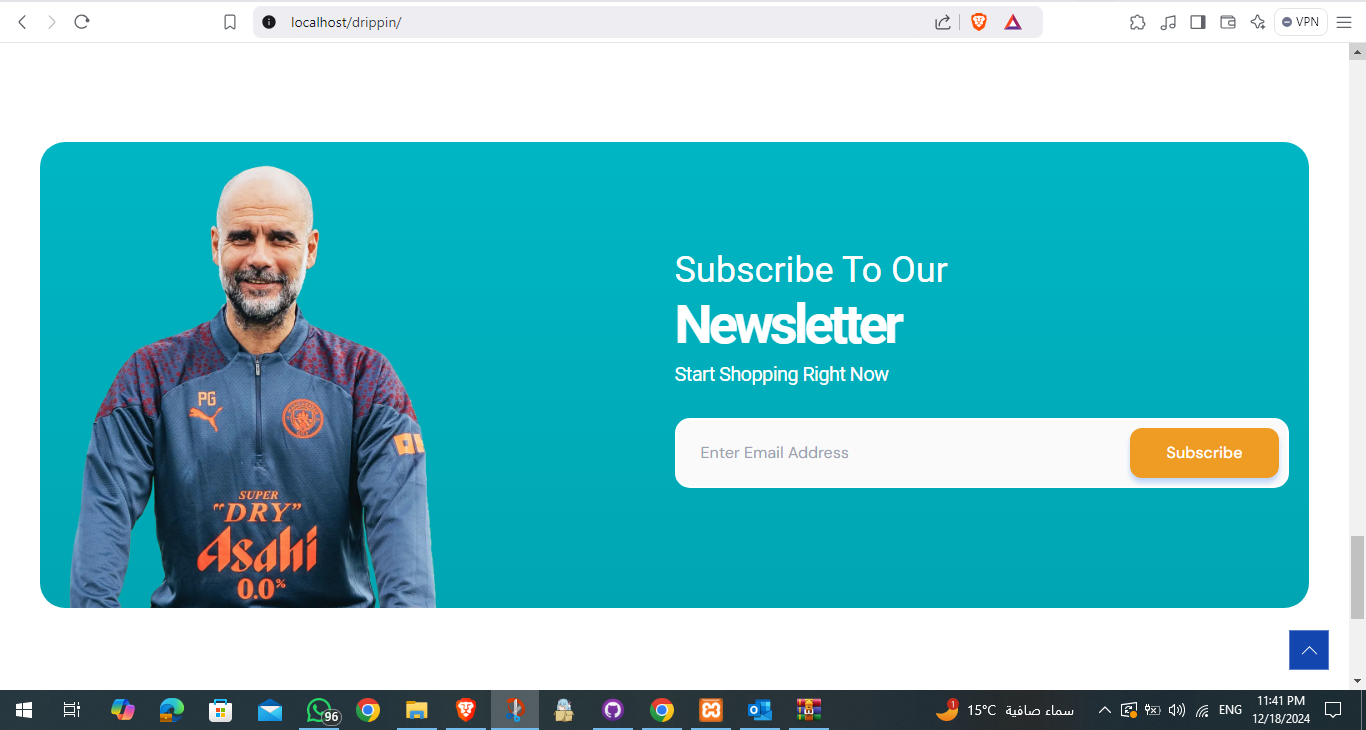 localhost/drippin/
VPN
Subscribe To Our
Newsletter
Start Shopping Right Now
Enter Email Address
Subscribe
PG
SUPER
“DRY”
Asahi
0.0%
96
1
15°C سماء صافية
ENG
11:41 PM
12/18/2024